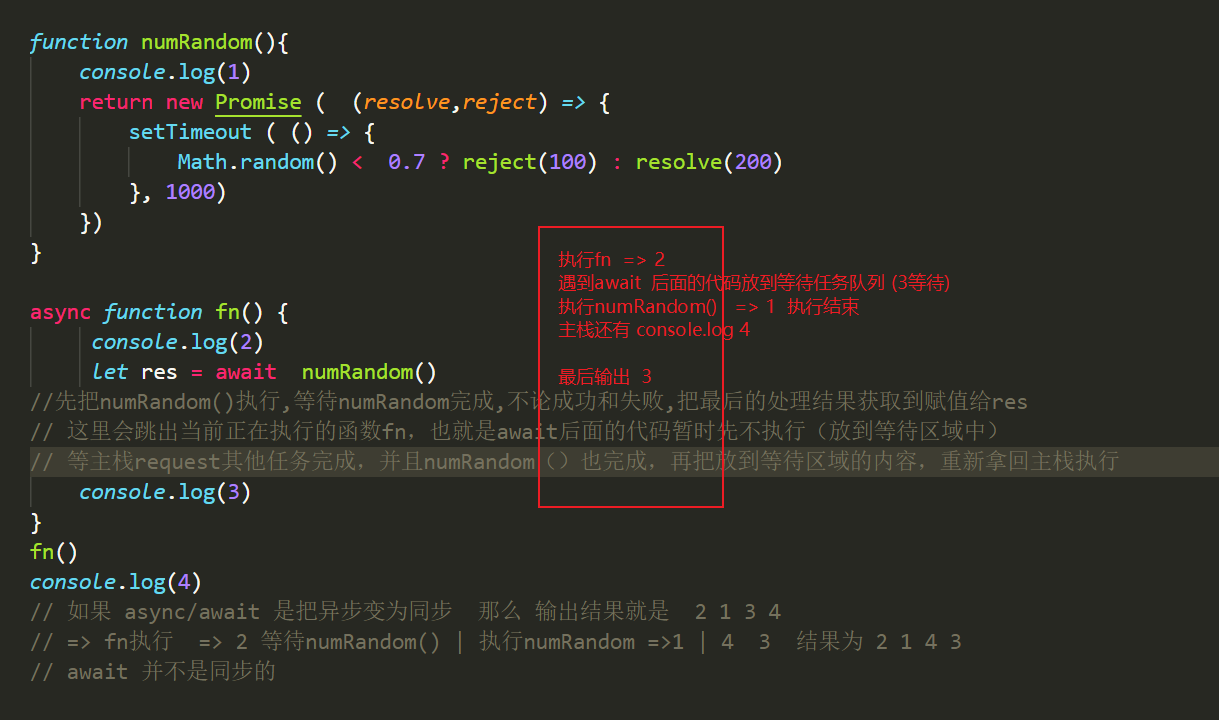 function numRandom(){
console.log(1)
return new Promise (  (resolve,reject) => {
setTimeout ( () => {
Math.random() <  0.7 ? reject(100) : resolve(200)
}, 1000)
})
}
执行fn  => 2
遇到await  后面的代码放到等待任务队列 (3等待)
执行numRandom()   => 1  执行结束
主栈还有 console.log 4
最后输出  3
async function fn() {
console.log(2)
let res = await  numRandom()
//先把numRandom()执行,等待numRandom完成,不论成功和失败,把最后的处理结果获取到赋值给res
// 这里会跳出当前正在执行的函数fn，也就是await后面的代码暂时先不执行（放到等待区域中）
// 等主栈request其他任务完成，并且numRandom（）也完成，再把放到等待区域的内容，重新拿回主栈执行
console.log(3)
}
fn()
console.log(4)
// 如果 async/await 是把异步变为同步  那么 输出结果就是  2 1 3 4
// => fn执行  => 2 等待numRandom() | 执行numRandom =>1 | 4  3  结果为 2 1 4 3
// await 并不是同步的